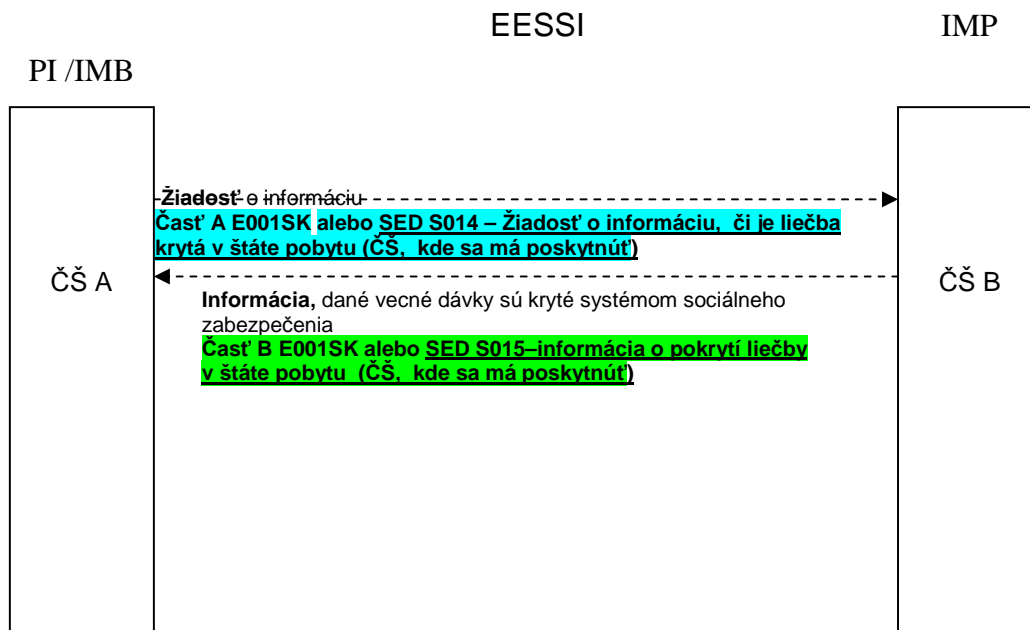 EESSI
IMP
PI /IMB
Žiadosť o informáciu
Časť A E001SK alebo SED S014 – Žiadosť o informáciu, či je liečba
krytá v štáte pobytu (ČŠ, kde sa má poskytnúť)
ČŠ A
ČŠ B
Informácia, dané vecné dávky sú kryté systémom sociálneho
zabezpečenia
Časť B E001SK alebo SED S015–informácia o pokrytí liečby
v štáte pobytu (ČŠ, kde sa má poskytnúť)